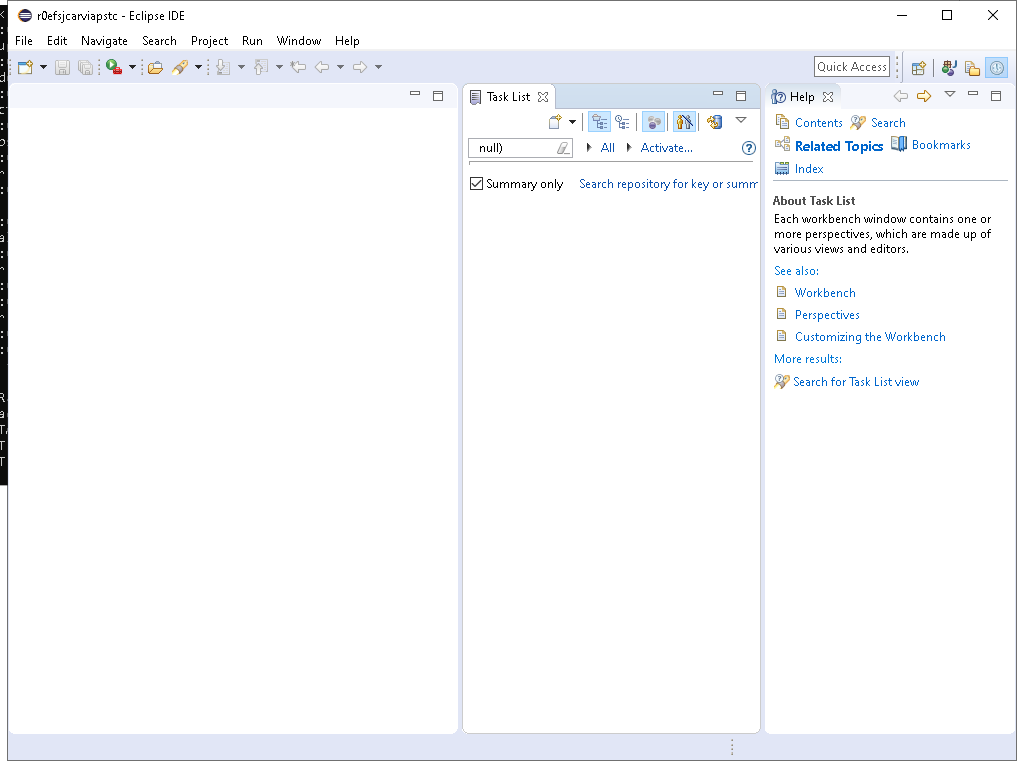 r0efsjcarviapstc - Eclipse IDE
File Edit Navigate Search Project Run Window Help
Quick Access
Task List
Help
Contents Search
null) All Activate...
Related Topics Bookmarks
Index
Summary only Search repository for key or summ
About Task List
Each workbench window contains one or
more perspectives, which are made up of
various views and editors.
See also:
Workbench
Perspectives
Customizing the Workbench
More results:
Search for Task List view